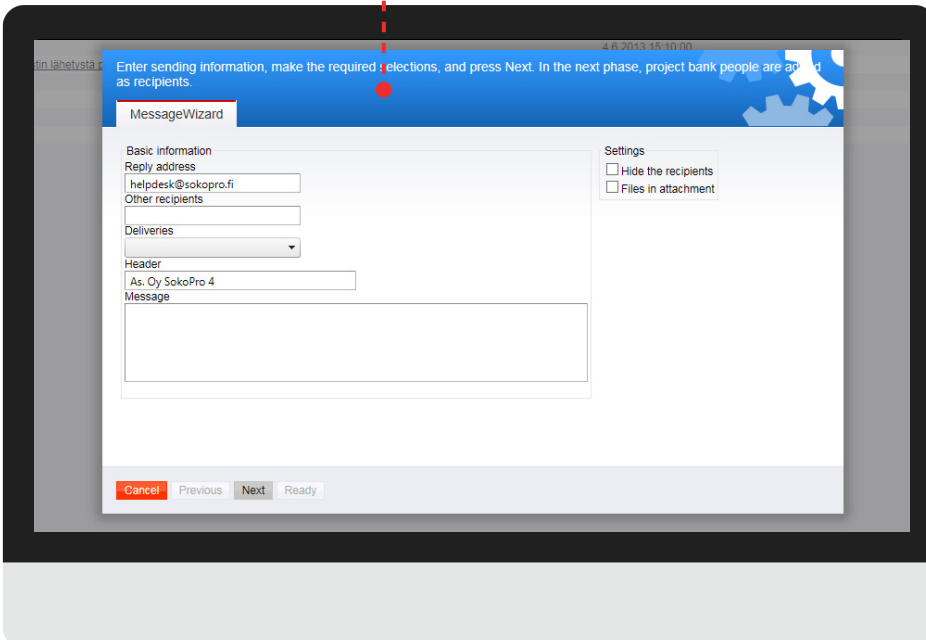 4.6.2013 15:10:00
tin lähetystä p
Enter sending information, make the required selections, and press Next. In the next phase, project bank people are added
as recipients.
MessageWizard
Basic information
Reply address
helpdesk@sokopro.fi
Other recipients
Deliveries
Header
As. Oy SokoPro 4
Message
Settings
Hide the recipients
Files in attachment
Cancel Previous Next Ready